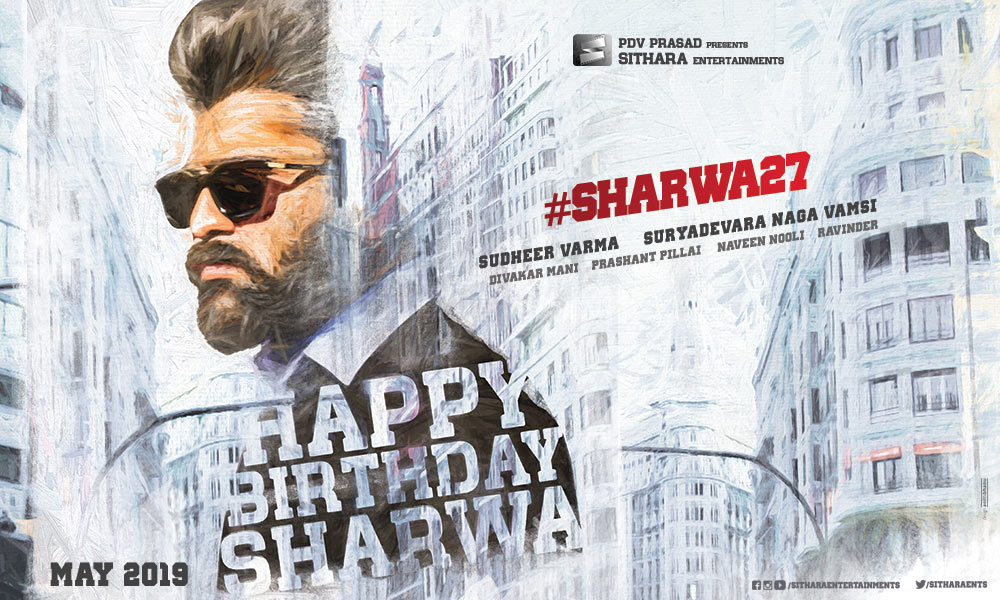 PDV PRASAD PRESENTS
SITHARA ENTERTAINMENTS
#SHARWA27
SUDHEER VARMA SURYADEVARA NAGA VAMSI
DIVAKAR MANI PRASHANT PILLAI NAVEEN NOOLI RAVINDER
HAPPY
BIRTHDAY
SHARWA
MAY 2019
/SITHARAENTERTAINMENTS /SITHARAENTS